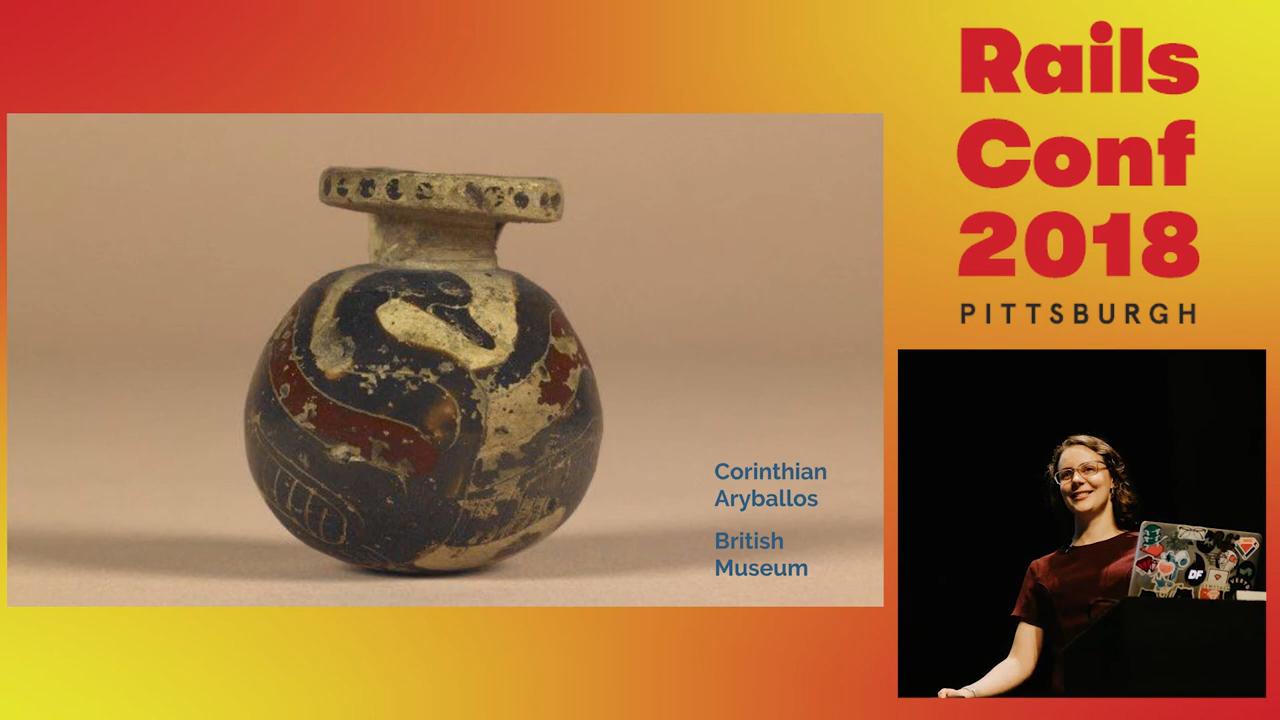 Rails
Conf
2018
PITTSBURGH
Corinthian
Aryballos
British
Museum
DF